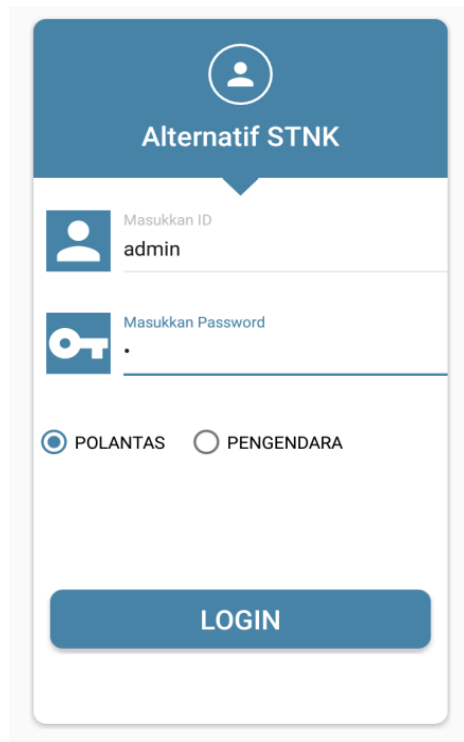 Alternatif STNK
Masukkan ID
admin
Masukkan Password
•
POLANTAS PENGENDARA
LOGIN